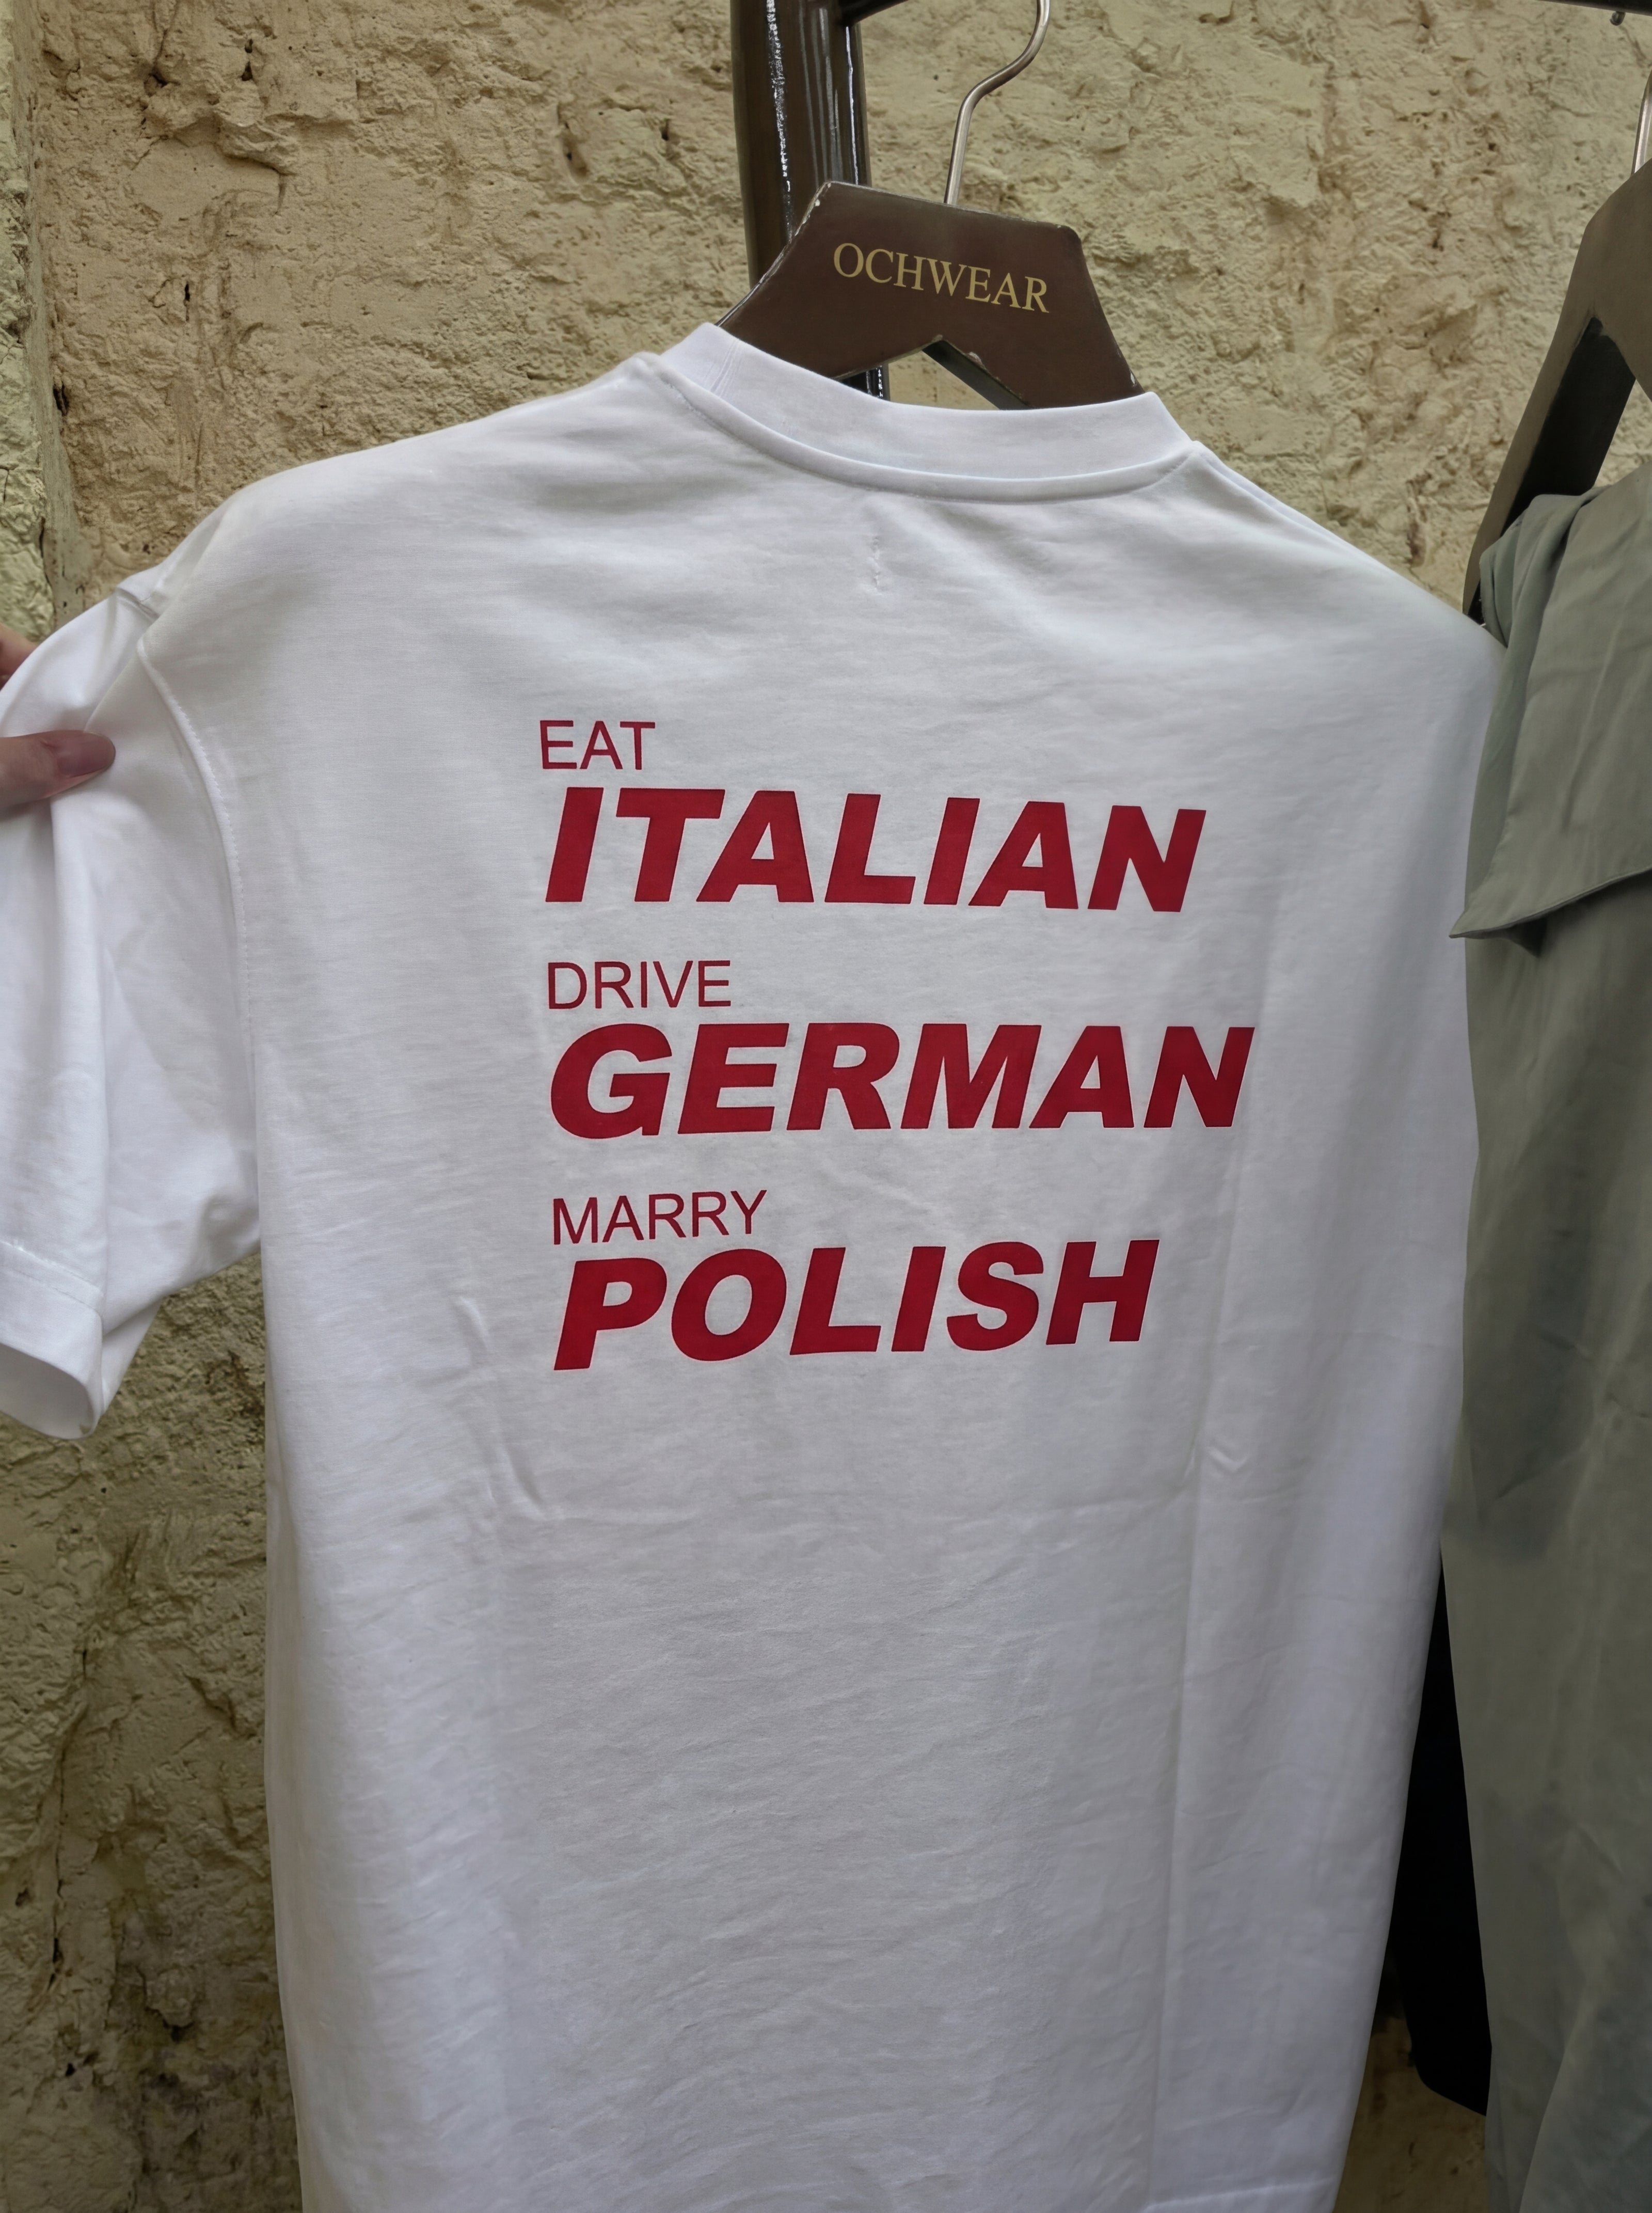 OCHWEAR
EAT
ITALIAN
DRIVE
GERMAN
MARRY
POLISH